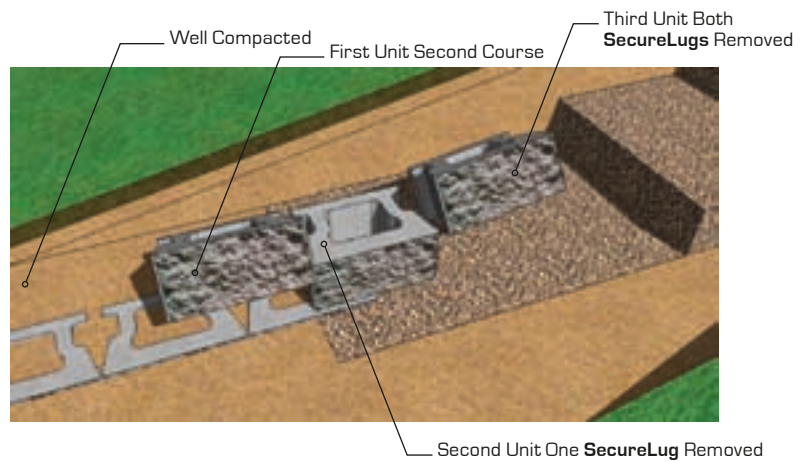 Third Unit Both
SecureLugs Removed
Well Compacted
First Unit Second Course
Second Unit One SecureLug Removed